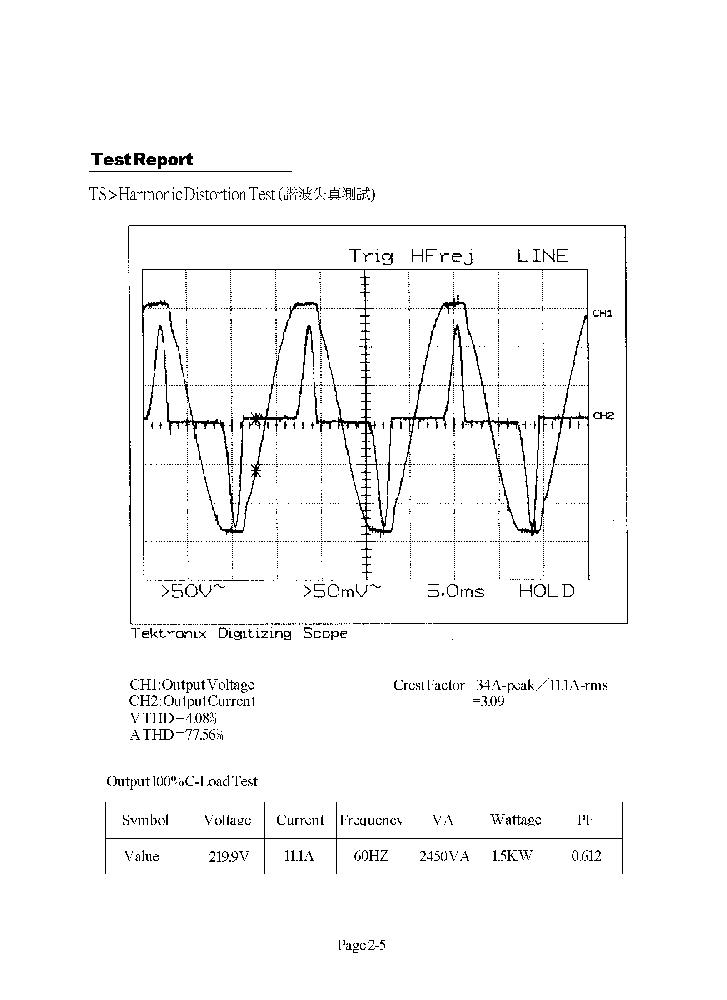 Test Report
TS>Harmonic Distortion Test (諧波失真測試)
Trig HFrej LINE
CH1
CH2
>50V~ >50mV~ 5.0ms HOLD
Tektronix Digitizing Scope
CH1:Output Voltage
CH2:Output Current
V THD=4.08%
A THD=77.56%
Crest Factor=34A-peak／11.1A-rms
=3.09
Output 100% C-Load Test
Symbol Voltage Current Frequency VA Wattage PF
Value 219.9V 11.1A 60HZ 2450VA 1.5KW 0.612
Page 2-5